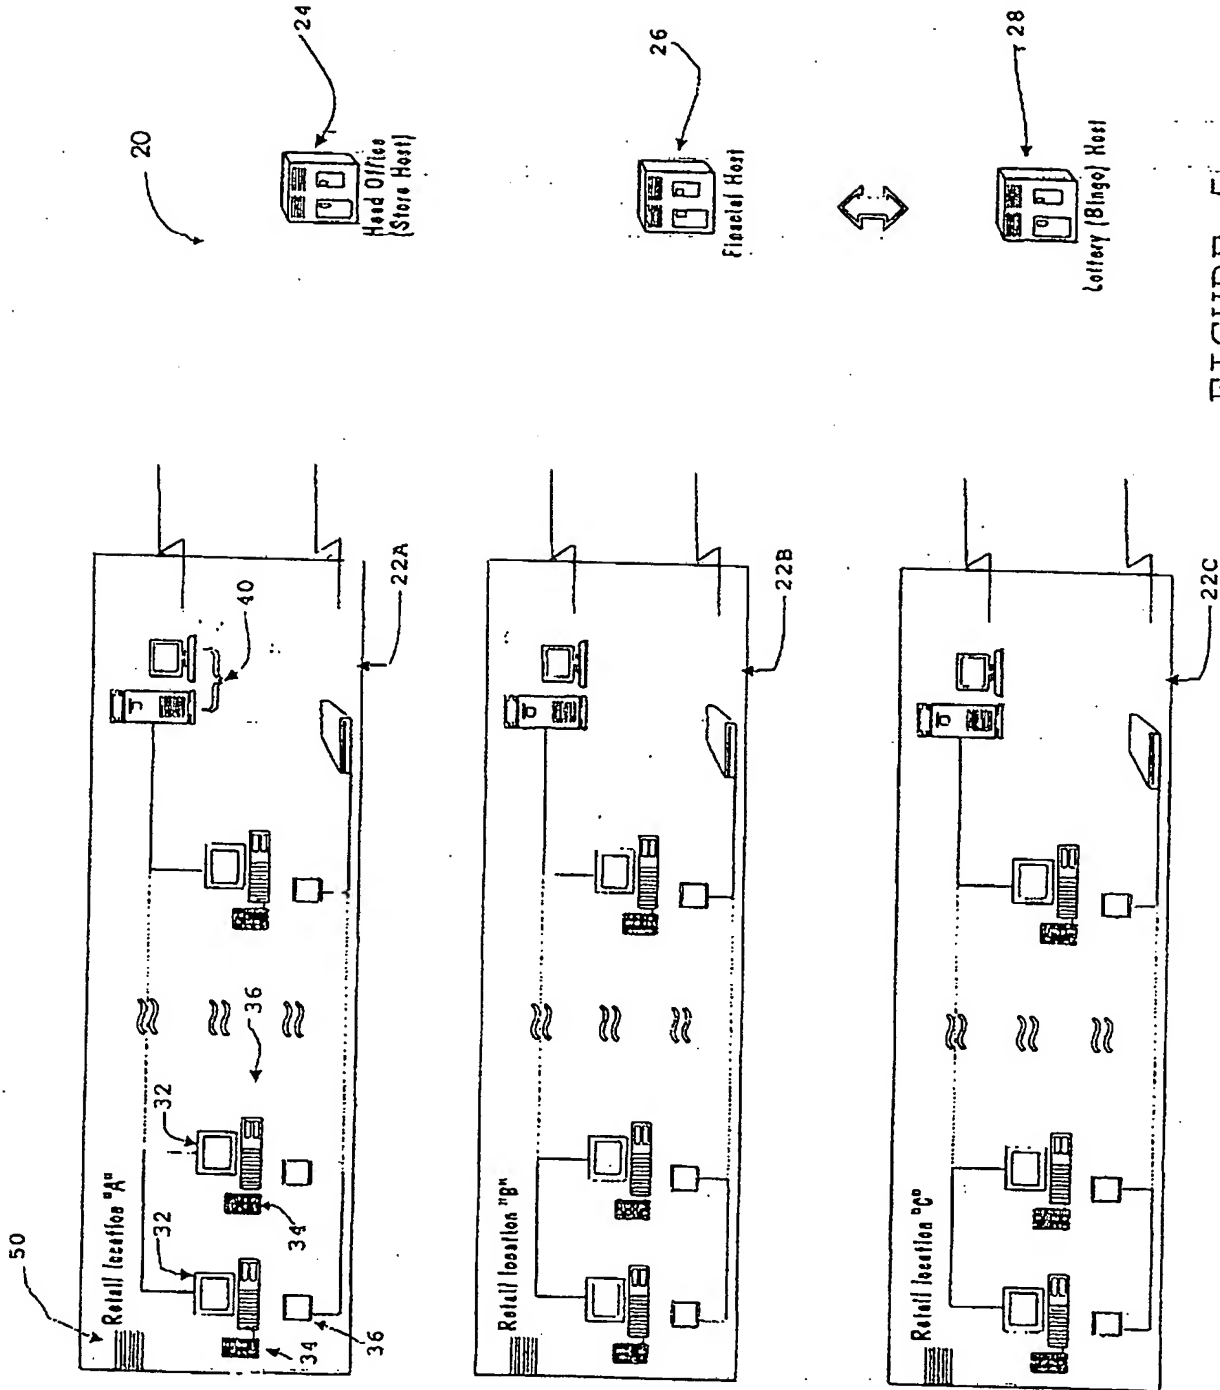 20
24
Head Office
(Store Host)
26
Financial Host
28
Lottery (Bingo) Host
50
Retail location "A"
32
32
34
34
36
36
40
22A
Retail location "B"
22B
Retail location "C"
22C
FIGURE